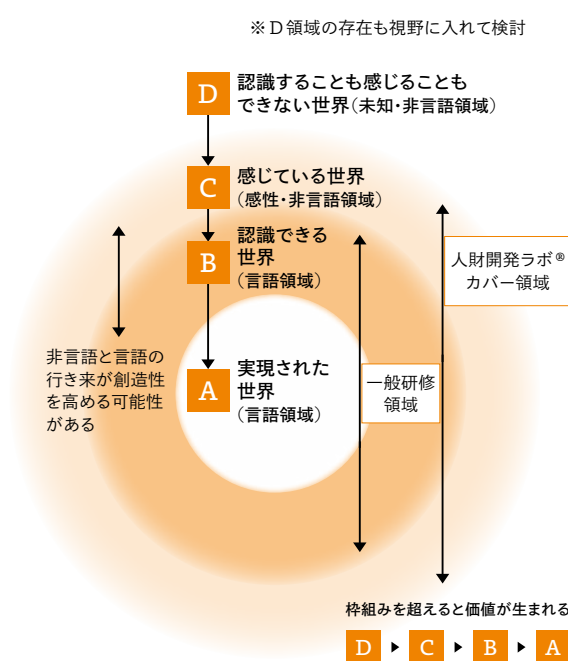 ※D領域の存在も視野に入れて検討
D
認識することも感じることも
できない世界(未知・非言語領域)
C
感じている世界
(感性・非言語領域)
B
認識できる
世界
(言語領域)
人財開発ラボ®
カバー領域
非言語と言語の
行き来が創造性
を高める可能性
がある
A
実現された
世界
(言語領域)
一般研修
領域
枠組みを超えると価値が生まれる
D ▶ C ▶ B ▶ A